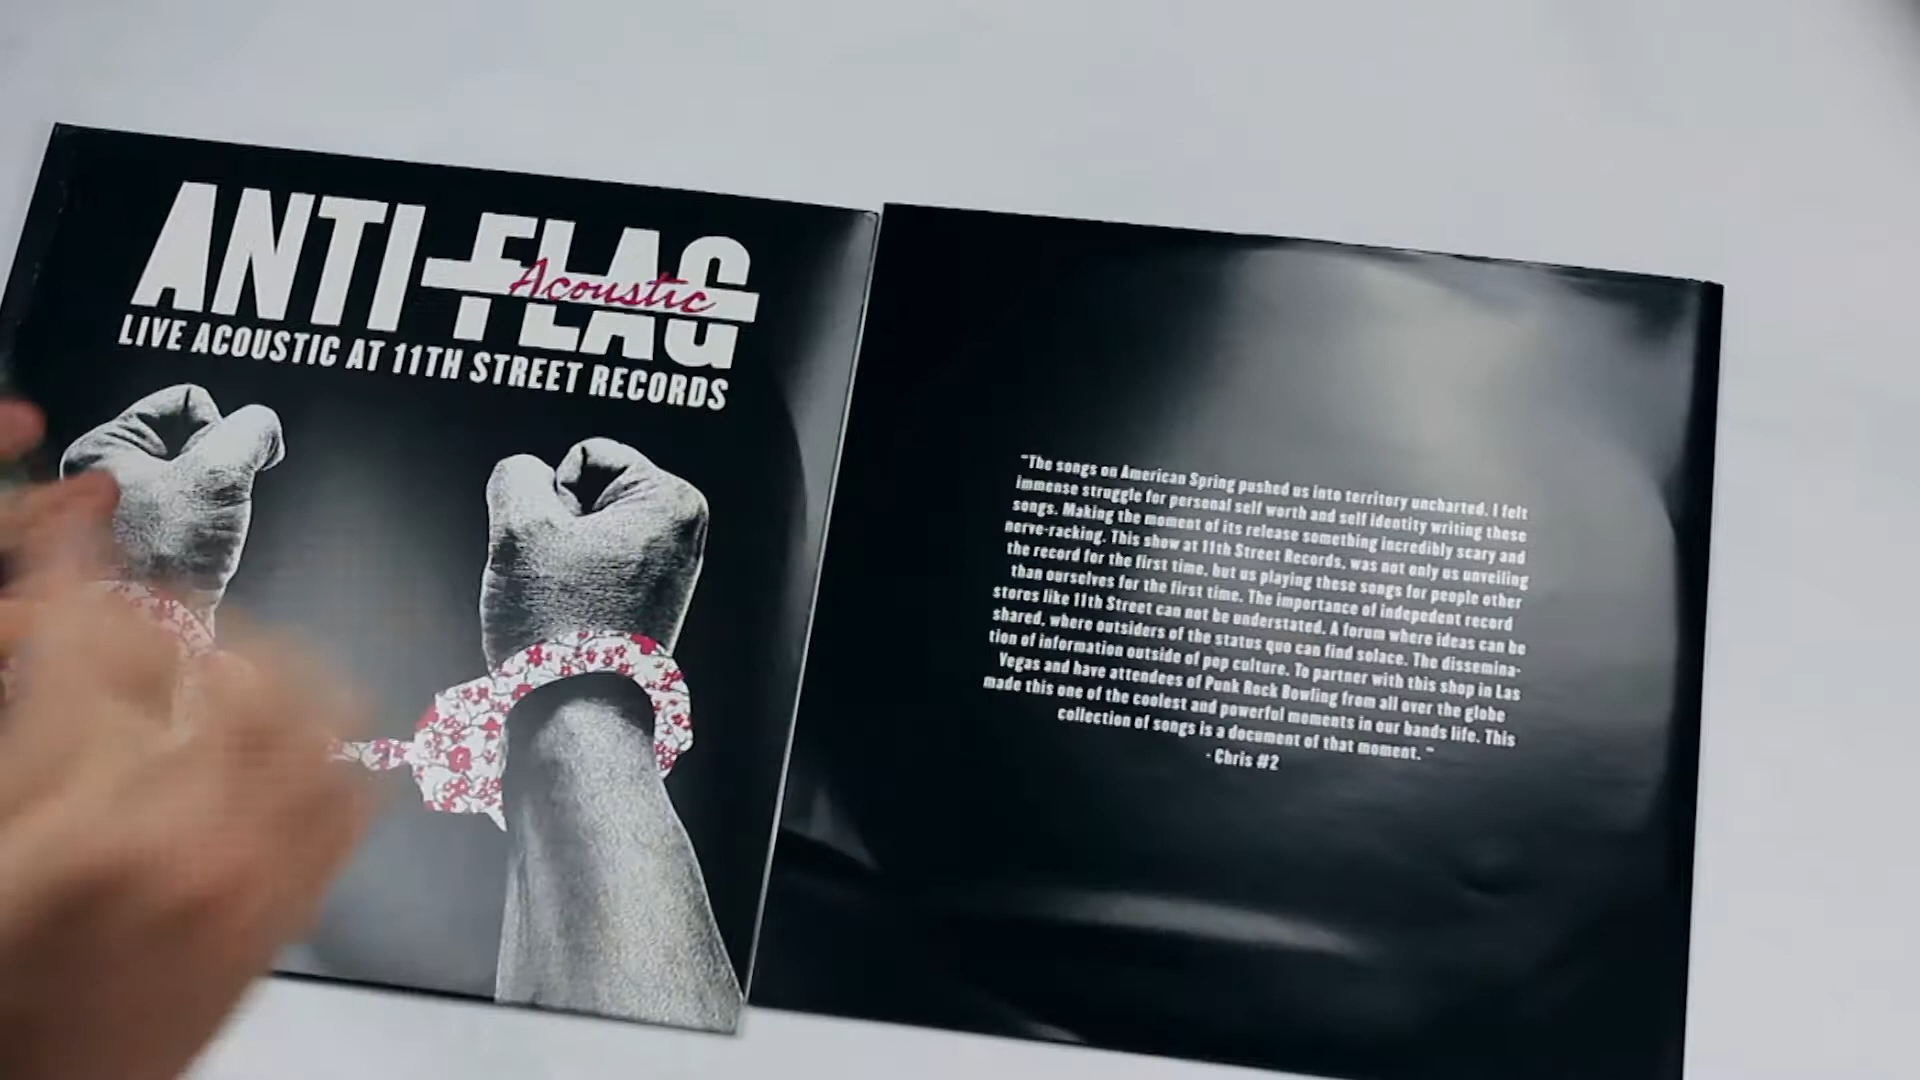 ANTI-FLAG
Acoustic
LIVE ACOUSTIC AT 11TH STREET RECORDS
"The songs on American Spring pushed us into territory uncharted. I felt
immense struggle for personal self worth and self identity writing these
songs. Making the moment of its release something incredibly scary and
nerve-racking. This show at 11th Street Records, was not only us unveiling
the record for the first time, but us playing these songs for people other
than ourselves for the first time. The importance of indepedent record
stores like 11th Street can not be understated. A forum where ideas can be
shared, where outsiders of the status quo can find solace. The dissemina-
tion of information outside of pop culture. To partner with this shop in Las
Vegas and have attendes of Punk Rock Bowling from all over the globe
made this one of the coolest and powerful moments in our bands life. This
collection of songs is a document of that moment. "
- Chris #2